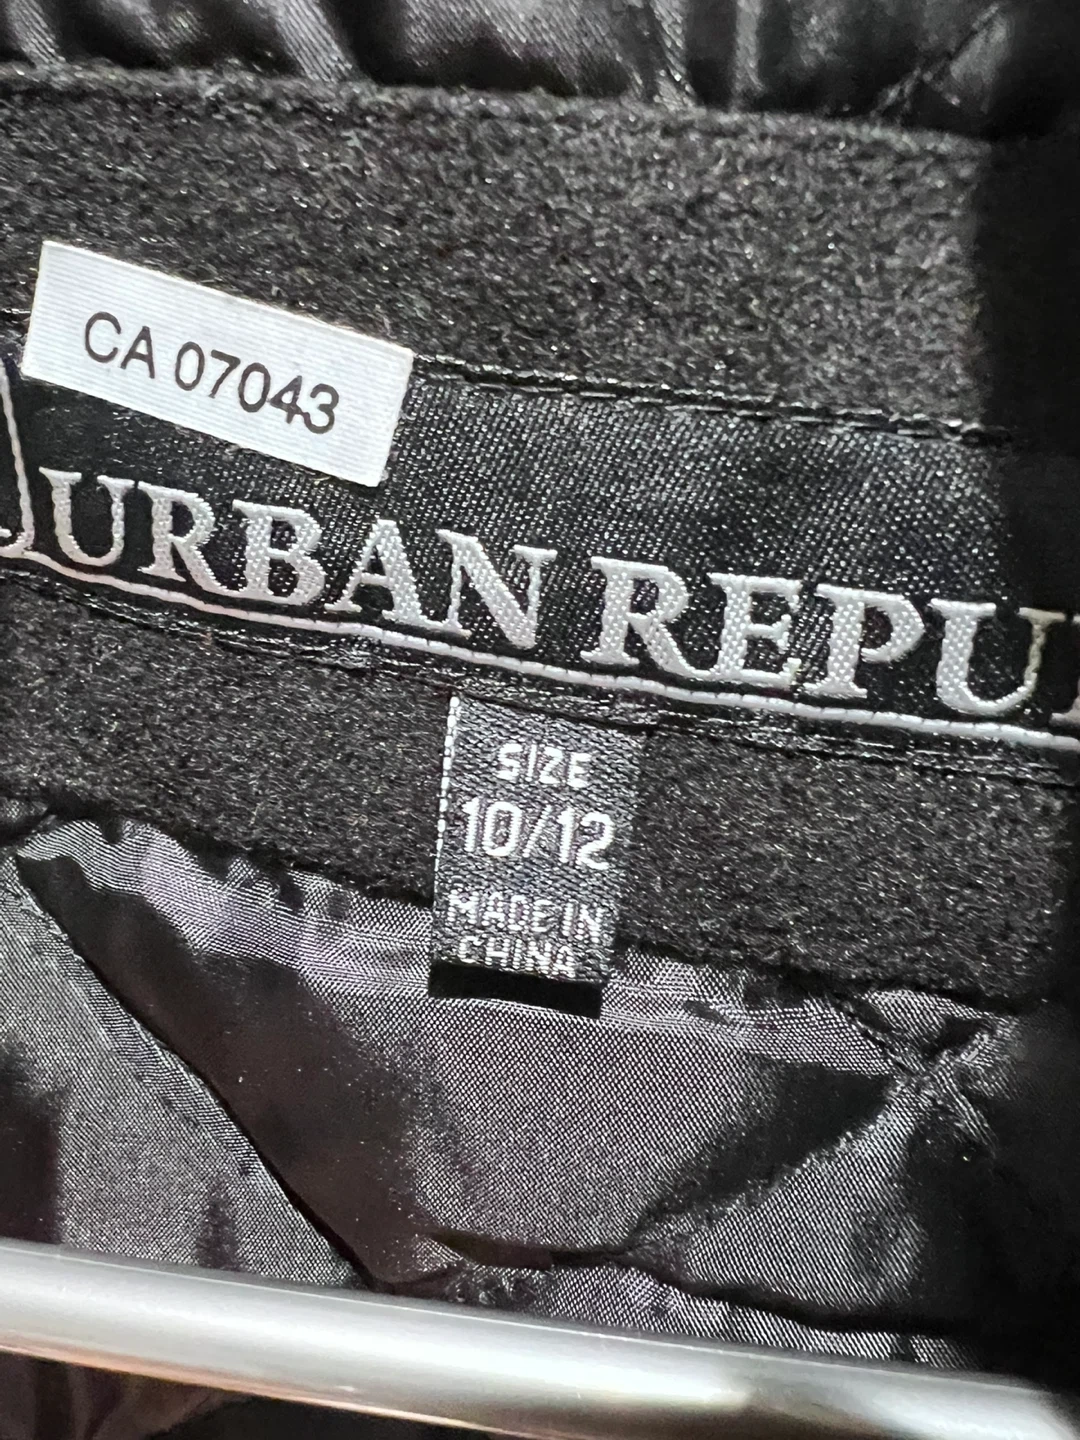 CA 07043
URBAN REPU
SIZE
10/12
MADE IN
CHINA